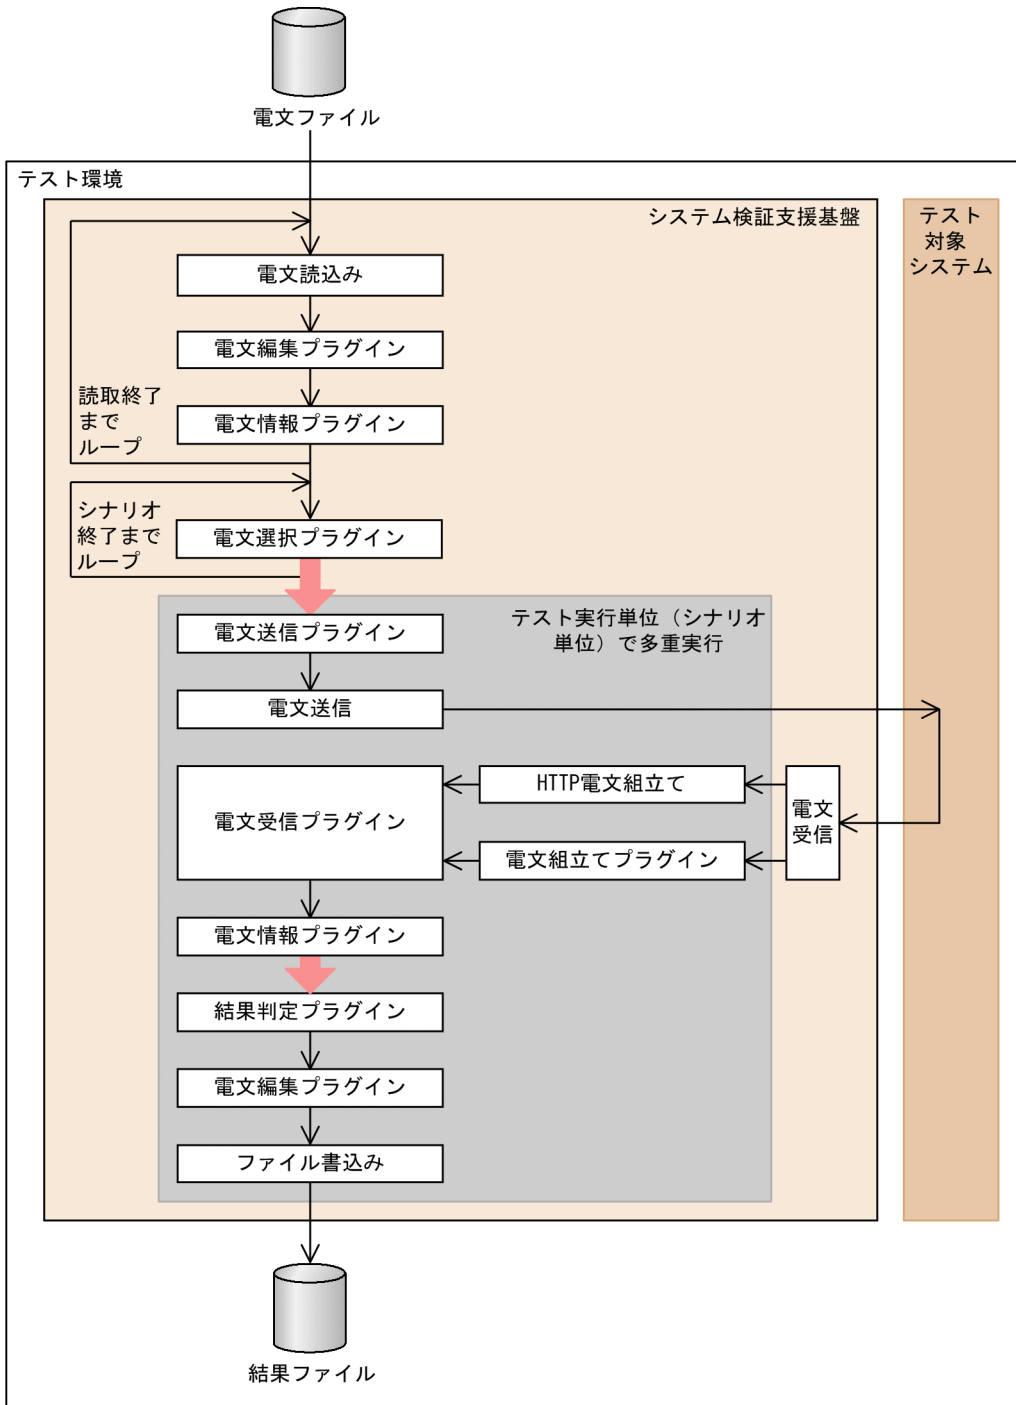 電文ファイル
テスト環境
システム検証支援基盤
テスト
対象
システム
電文読込み
電文編集プラグイン
電文情報プラグイン
読取終了
まで
ループ
シナリオ
終了まで
ループ
電文選択プラグイン
テスト実行単位（シナリオ
単位）で多重実行
電文送信プラグイン
電文送信
HTTP電文組立て
電文受信プラグイン
電文
受信
電文組立てプラグイン
電文情報プラグイン
結果判定プラグイン
電文編集プラグイン
ファイル書込み
結果ファイル